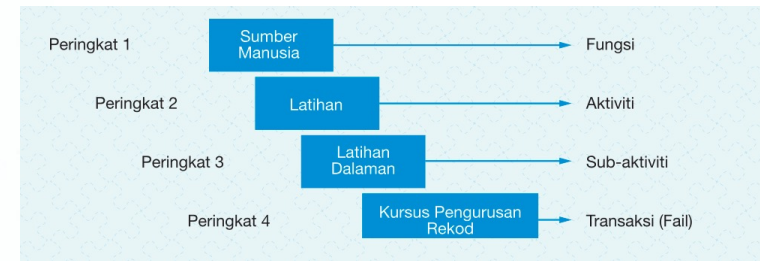 Peringkat 1
Sumber
Manusia
Fungsi
Peringkat 2
Latihan
Aktiviti
Peringkat 3
Latihan
Dalaman
Sub-aktiviti
Peringkat 4
Kursus Pengurusan
Rekod
Transaksi (Fail)